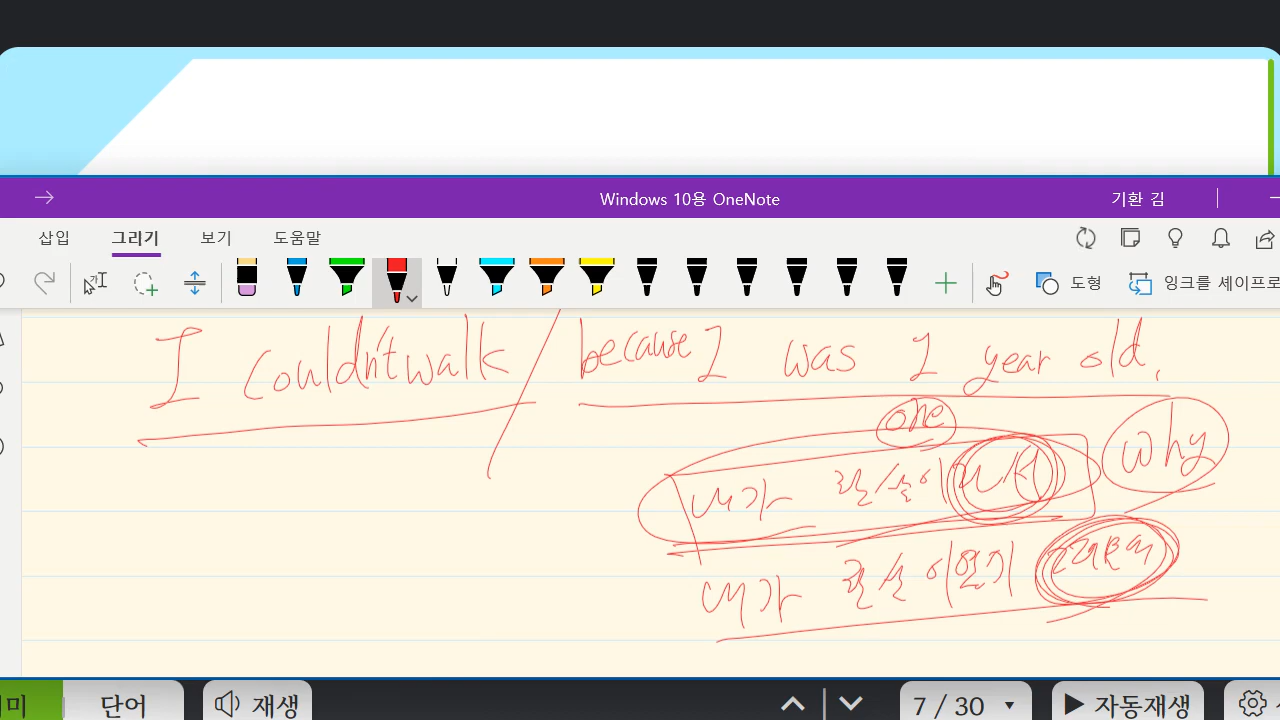 Windows 10용 OneNote 기환 김
삽입 그리기 보기 도움말
가 도형 잉크를 셰이프로
I couldn't walk / because I was 1 year old.
one
why
내가 한 살이
내가 한 살 이었기 때문에
미 단어 재생 7 / 30 자동재생